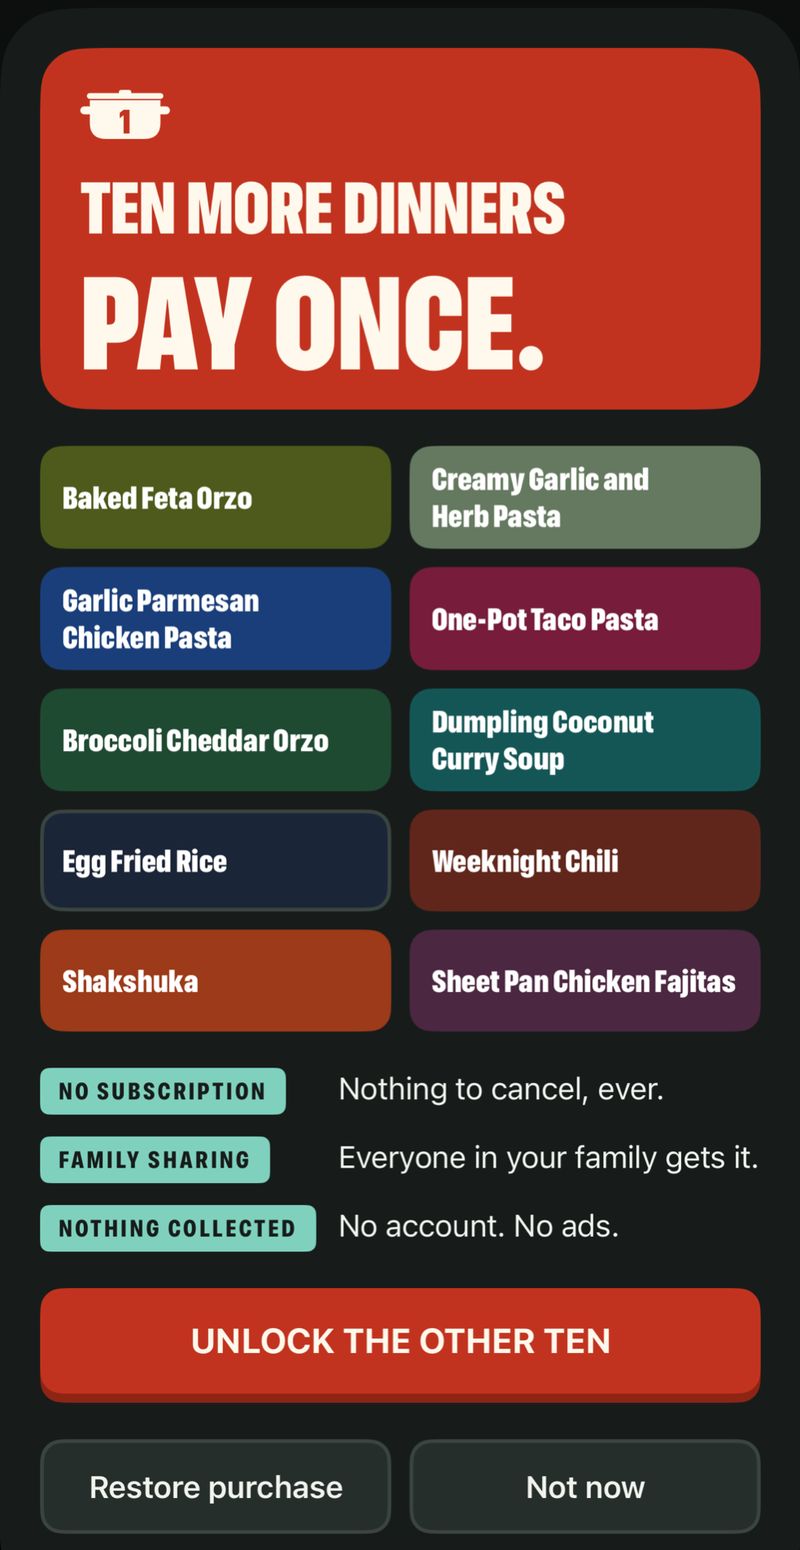 1
TEN MORE DINNERS
PAY ONCE.
Baked Feta Orzo
Creamy Garlic and
Herb Pasta
Garlic Parmesan
Chicken Pasta
One-Pot Taco Pasta
Broccoli Cheddar Orzo
Dumpling Coconut
Curry Soup
Egg Fried Rice
Weeknight Chili
Shakshuka
Sheet Pan Chicken Fajitas
NO SUBSCRIPTION
Nothing to cancel, ever.
FAMILY SHARING
Everyone in your family gets it.
NOTHING COLLECTED
No account. No ads.
UNLOCK THE OTHER TEN
Restore purchase
Not now